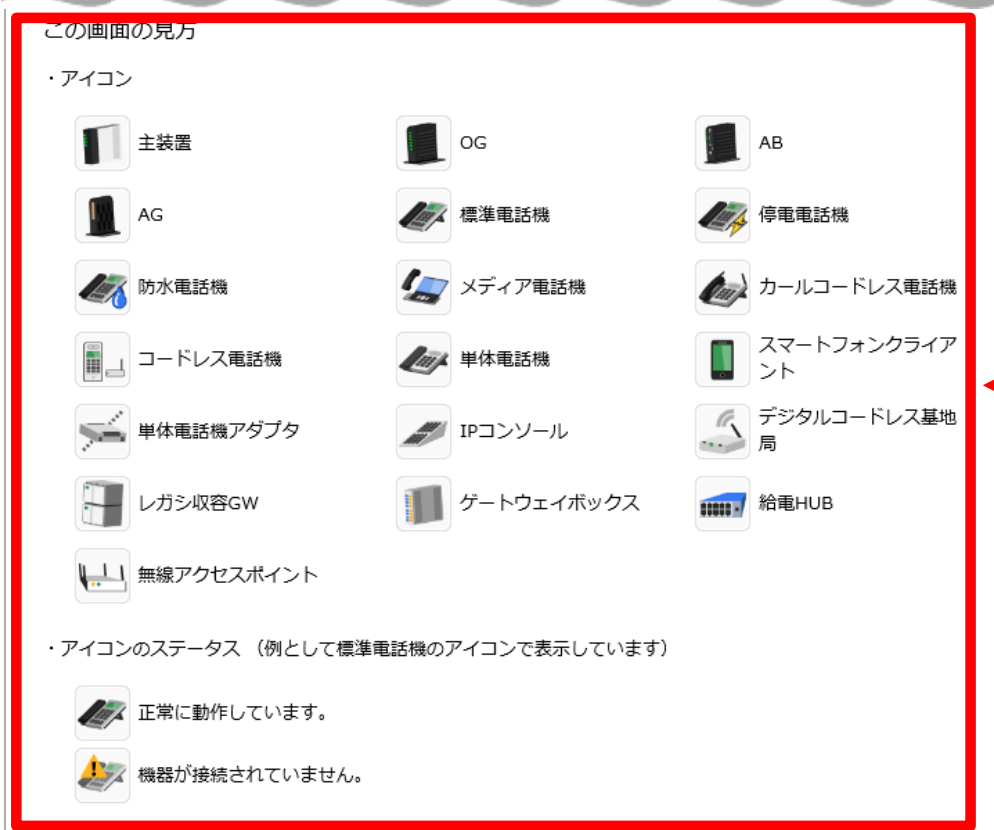 この画面の見方
・アイコン
主装置
OG
AB
AG
標準電話機
停電電話機
防水電話機
メディア電話機
カールコードレス電話機
コードレス電話機
単体電話機
スマートフォンクライア
ント
単体電話機アダプタ
IPコンソール
デジタルコードレス基地
局
レガシ収容GW
ゲートウェイボックス
給電HUB
無線アクセスポイント
・アイコンのステータス （例として標準電話機のアイコンで表示しています）
正常に動作しています。
機器が接続されていません。